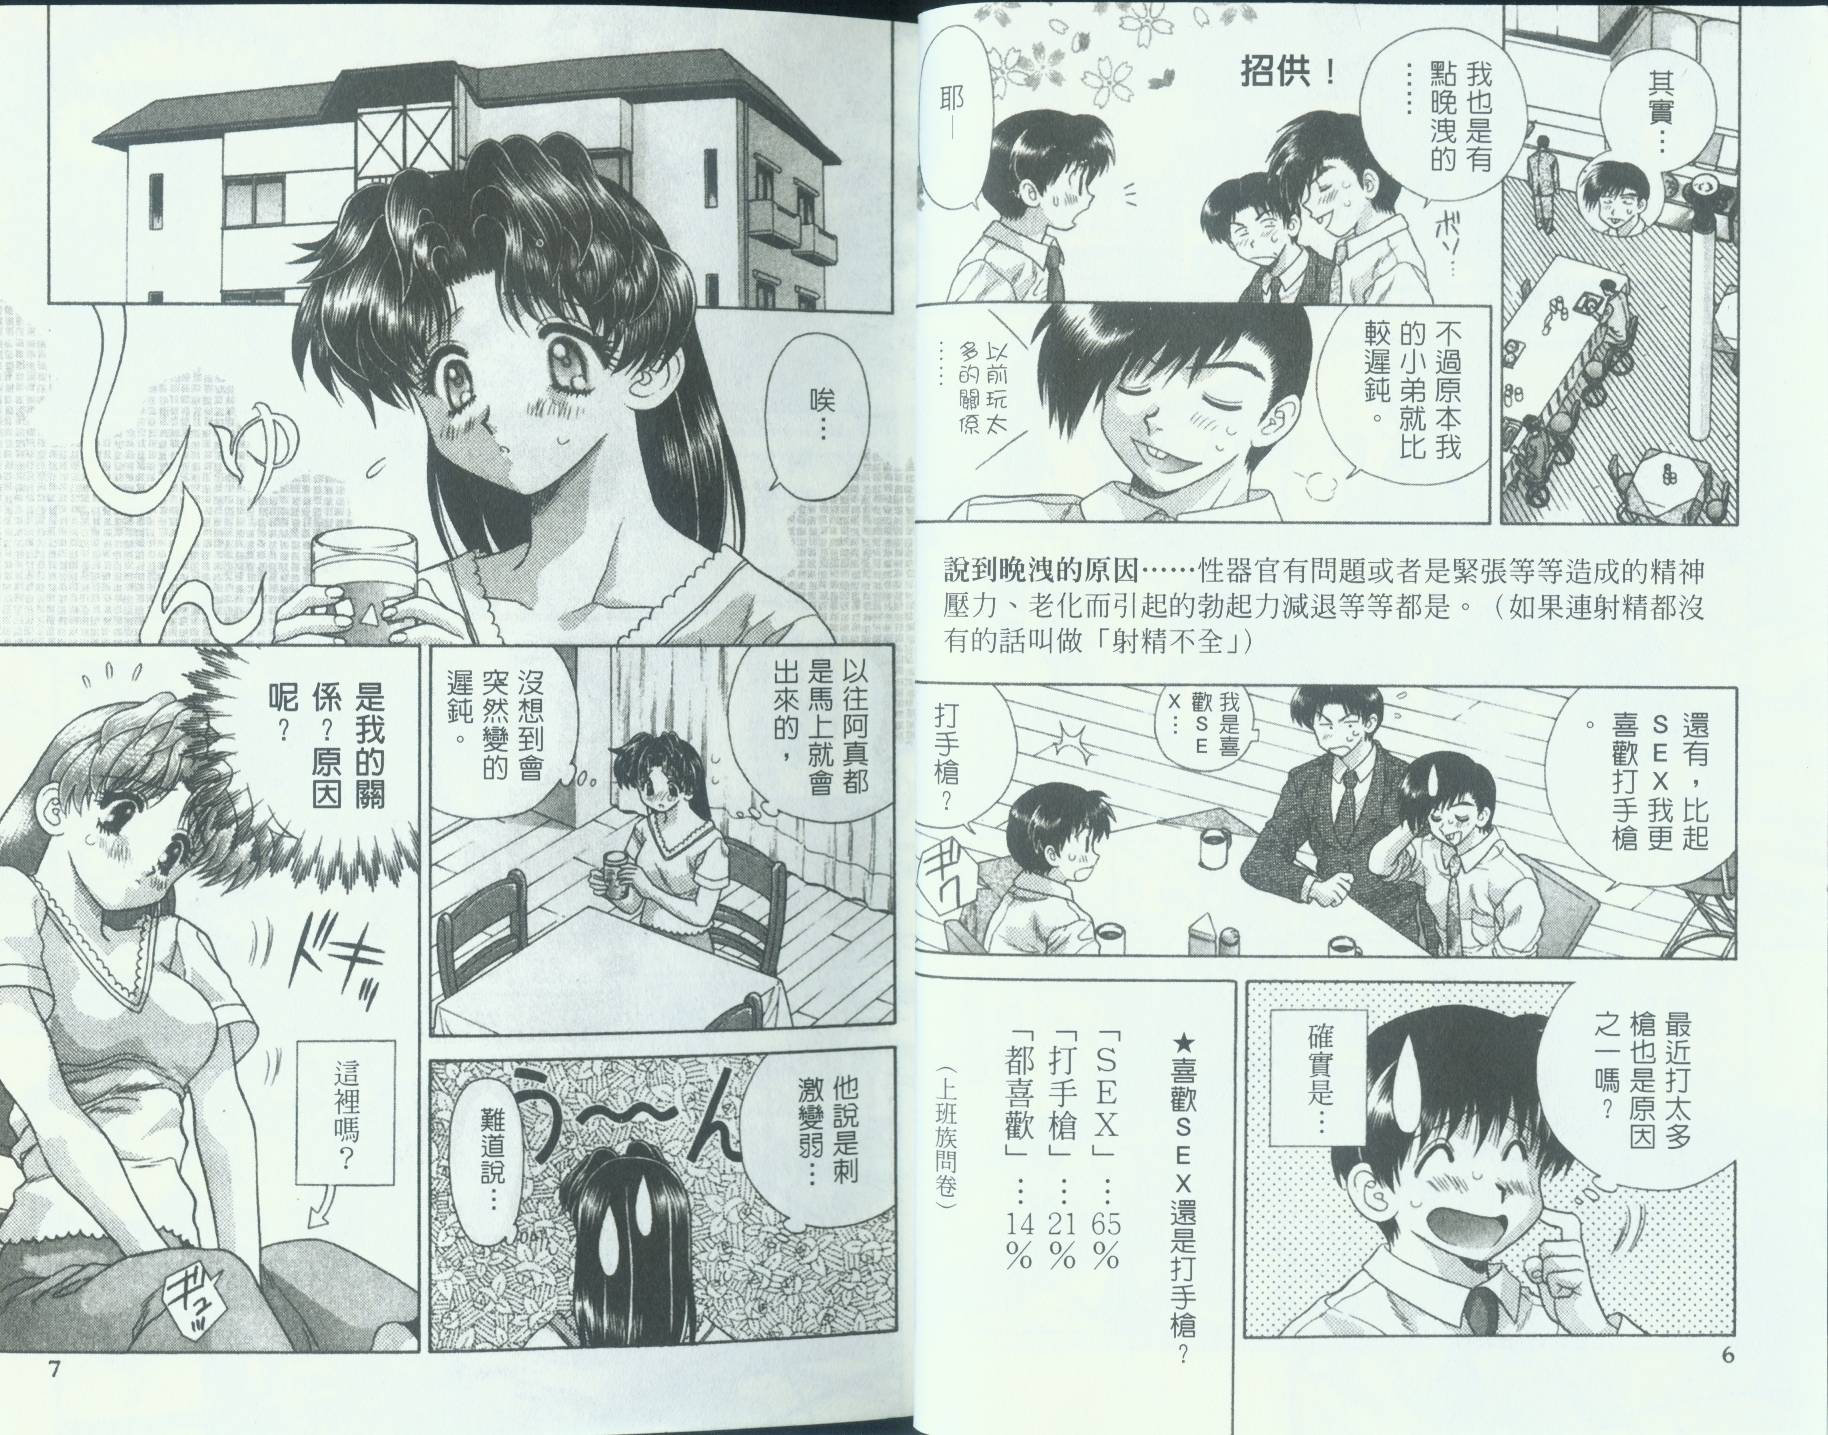 其實…
我也是有
點晚洩的
……
招供！
耶—
ボソ…
不過原本我
的小弟就比
較遲鈍。
以前玩太
多的關係
……
說到晚洩的原因……性器官有問題或者是緊張等等造成的精神
壓力、老化而引起的勃起力減退等等都是。（如果連射精都沒
有的話叫做「射精不全」）
還有，比起
SEX我更
喜歡打手槍
。
我是喜
歡SE
X…
打手槍？
ギク
最近打太多
槍也是原因
之一嗎？
確實是…
★喜歡SEX還是打手槍？
「SEX」…65%
「打手槍」…21%
「都喜歡」…14%
（上班族問卷）
6
唉…
しゅん
以往阿真都
是馬上就會
出來的，
沒想到會
突然變的
遲鈍。
他說是刺
激變弱…
う～～ん
難道說…
是我的關
係？原因
呢？
ドキッ
這裡嗎？
ギュッ
7